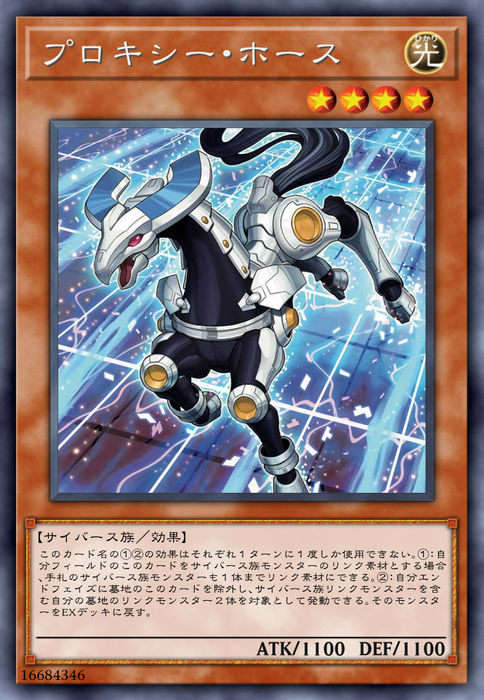 プロキシー・ホース
ひかり
光
【サイバース族/効果】
このカード名の①②の効果はそれぞれ1ターンに1度しか使用できない。①:自
分フィールドのこのカードをサイバース族モンスターのリンク素材とする場合
、手札のサイバース族モンスターも1体までリンク素材にできる。②:自分エン
ドフェイズに墓地のこのカードを除外し、サイバース族リンクモンスターを含
む自分の墓地のリンクモンスター2体を対象として発動できる。そのモンスタ
ーをEXデッキに戻す。
ATK/1100 DEF/1100
16684346